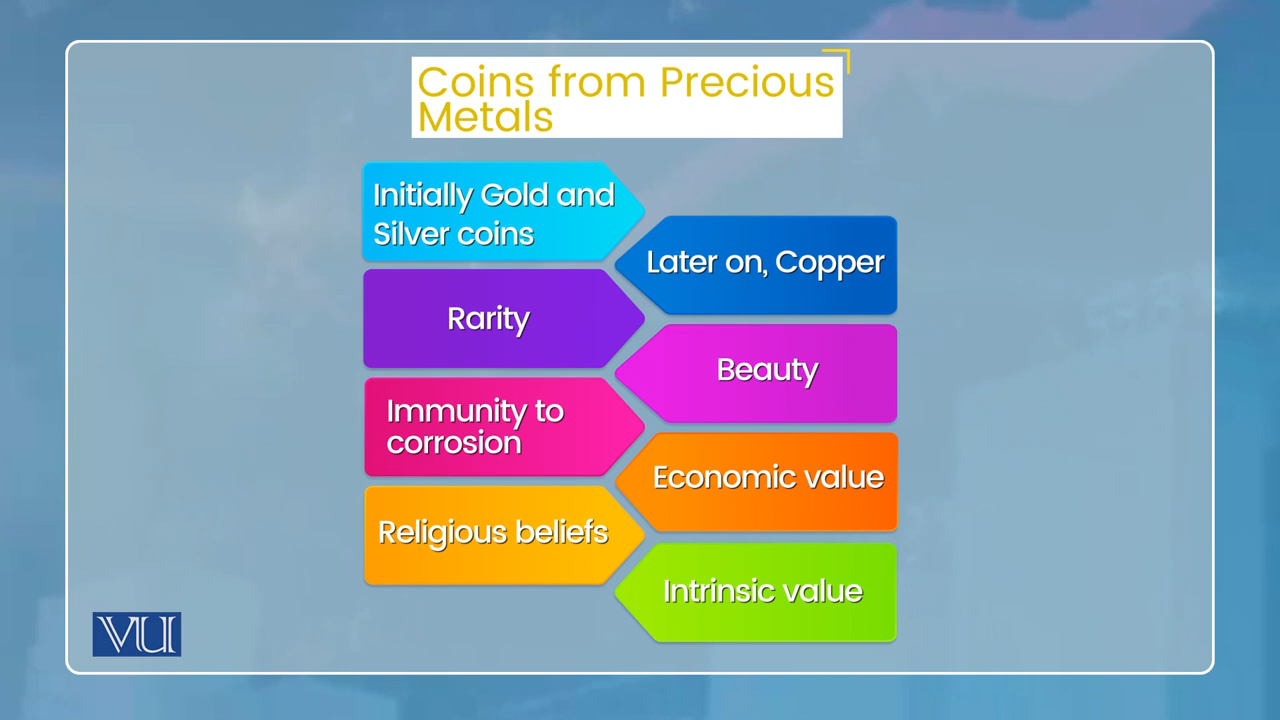 Coins from Precious
Metals
Initially Gold and
Silver coins
Later on, Copper
Rarity
Beauty
Immunity to
corrosion
Economic value
Religious beliefs
Intrinsic value
VU